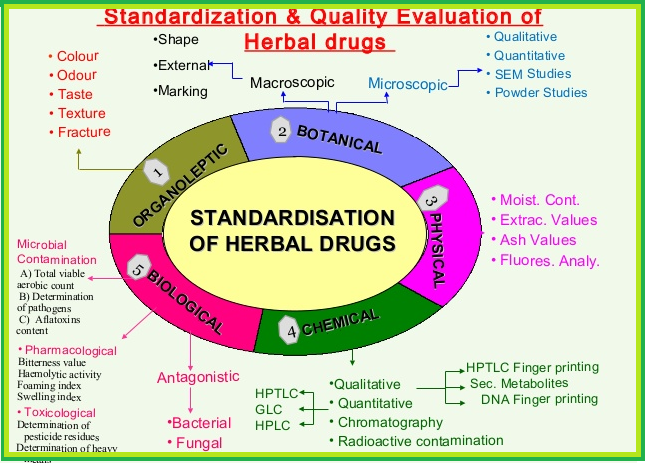 Standardization & Quality Evaluation of
Herbal drugs
• Colour
• Odour
• Taste
• Texture
• Fracture
•Shape
•External
•Marking
Macroscopic
Microscopic
• Qualitative
• Quantitative
• SEM Studies
• Powder Studies
1
ORGANOLEPTIC
2
BOTANICAL
3
PHYSICAL
4
CHEMICAL
5
BIOLOGICAL
STANDARDISATION
OF HERBAL DRUGS
• Moist. Cont.
• Extrac. Values
• Ash Values
• Fluores. Analy.
Microbial
Contamination
A) Total viable
aerobic count
B) Determination
of pathogens
C) Aflatoxins
content
• Pharmacological
Bitterness value
Haemolytic activity
Foaming index
Swelling index
• Toxicological
Determination of
pesticide residues
Determination of heavy
metals
Antagonistic
•Bacterial
• Fungal
HPTLC
GLC
HPLC
•Qualitative
• Quantitative
• Chromatography
• Radioactive contamination
HPTLC Finger printing
Sec. Metabolites
DNA Finger printing